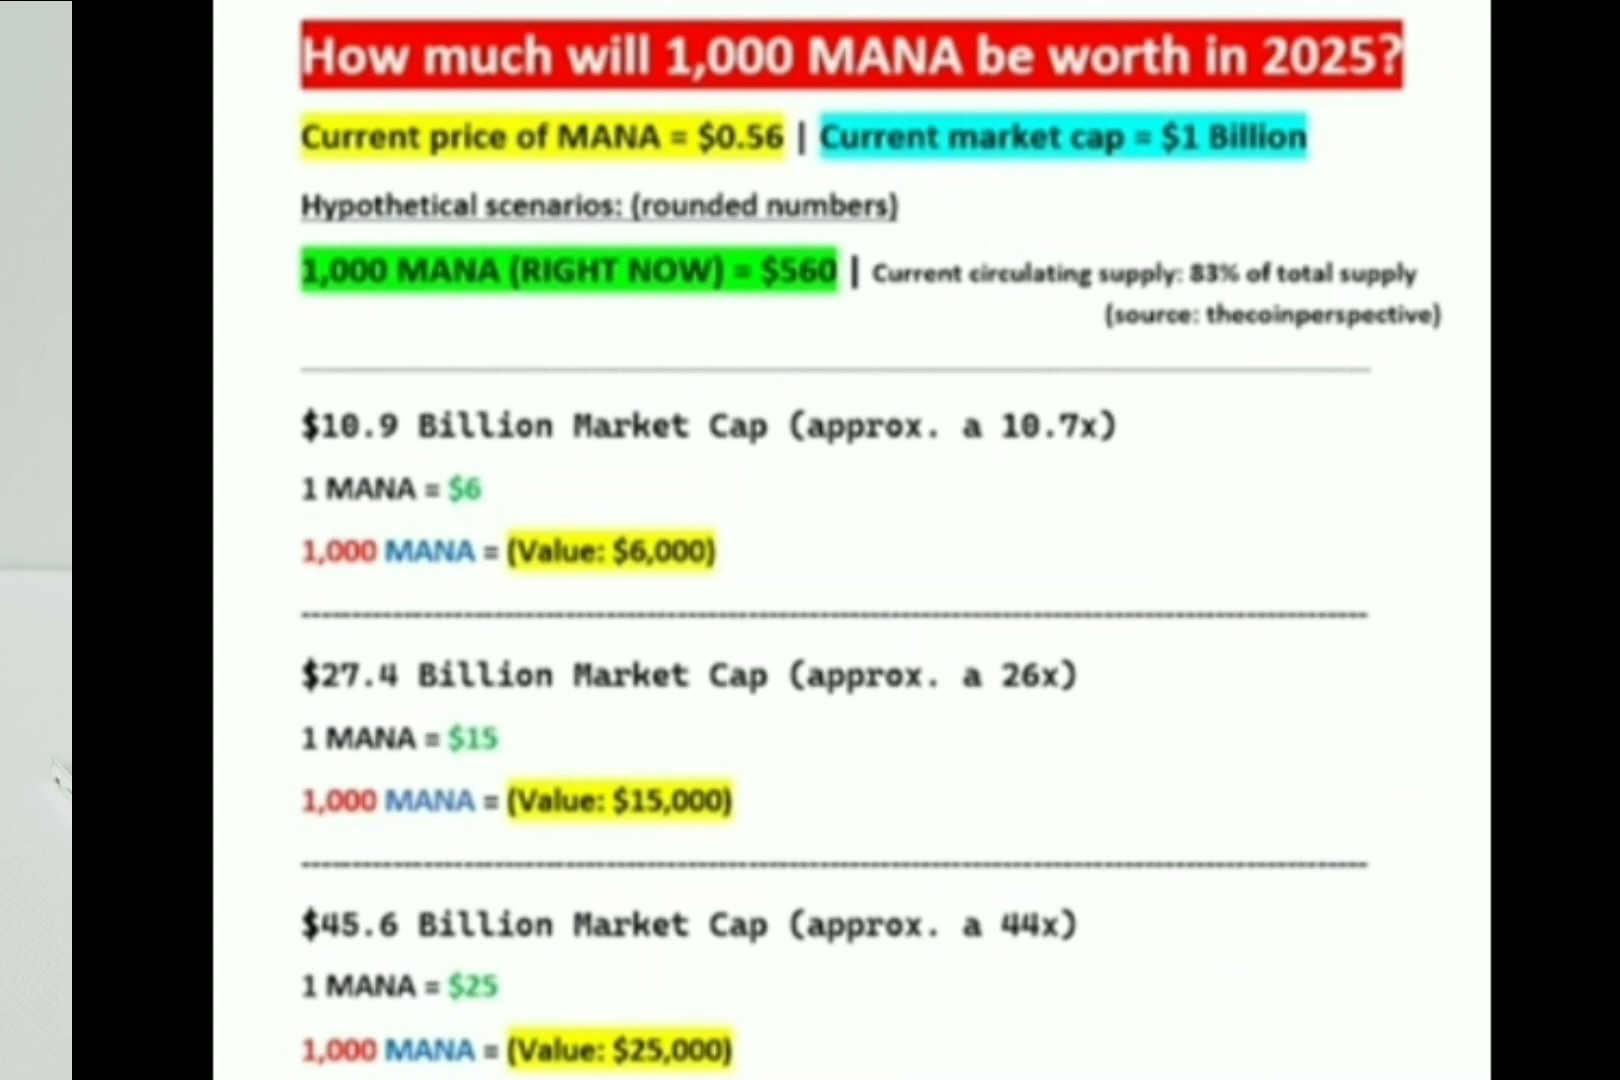 How much will 1,000 MANA be worth in 2025?
Current price of MANA = $0.56 | Current market cap = $1 Billion
Hypothetical scenarios: (rounded numbers)
1,000 MANA (RIGHT NOW) = $560 | Current circulating supply: 83% of total supply
(source: thecoinperspective)
$10.9 Billion Market Cap (approx. a 10.7x)
1 MANA = $6
1,000 MANA = (Value: $6,000)
$27.4 Billion Market Cap (approx. a 26x)
1 MANA = $15
1,000 MANA = (Value: $15,000)
$45.6 Billion Market Cap (approx. a 44x)
1 MANA = $25
1,000 MANA = (Value: $25,000)